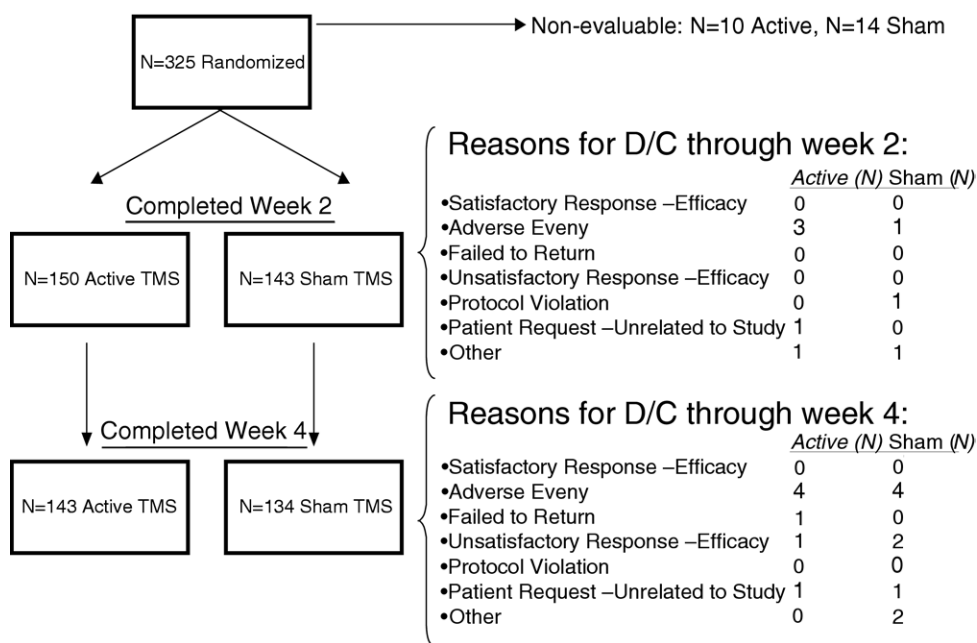 Non-evaluable: N=10 Active, N=14 Sham
N=325 Randomized
Completed Week 2
N=150 Active TMS
N=143 Sham TMS
Reasons for D/C through week 2:
Active (N) Sham (N)
•Satisfactory Response –Efficacy 0 0
•Adverse Eveny 3 1
•Failed to Return 0 0
•Unsatisfactory Response –Efficacy 0 0
•Protocol Violation 0 1
•Patient Request –Unrelated to Study 1 0
•Other 1 1
Completed Week 4
N=143 Active TMS
N=134 Sham TMS
Reasons for D/C through week 4:
Active (N) Sham (N)
•Satisfactory Response –Efficacy 0 0
•Adverse Eveny 4 4
•Failed to Return 1 0
•Unsatisfactory Response –Efficacy 1 2
•Protocol Violation 0 0
•Patient Request –Unrelated to Study 1 1
•Other 0 2